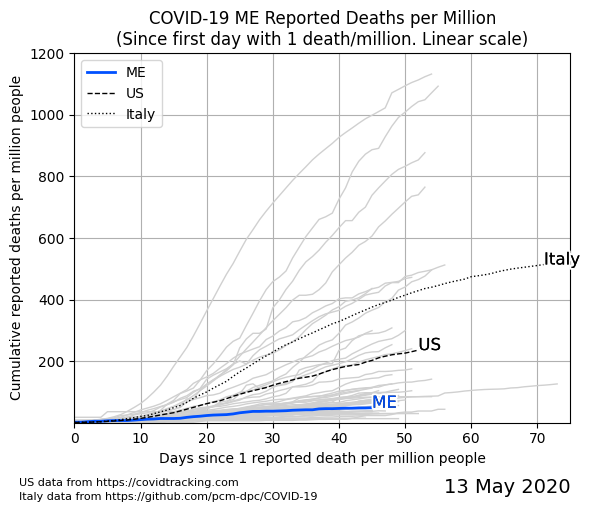 COVID-19 ME Reported Deaths per Million
(Since first day with 1 death/million. Linear scale)
Cumulative reported deaths per million people
1200
1000
800
600
400
200
ME
US
Italy
Italy
US
ME
0 10 20 30 40 50 60 70
Days since 1 reported death per million people
US data from https://covidtracking.com
Italy data from https://github.com/pcm-dpc/COVID-19
13 May 2020